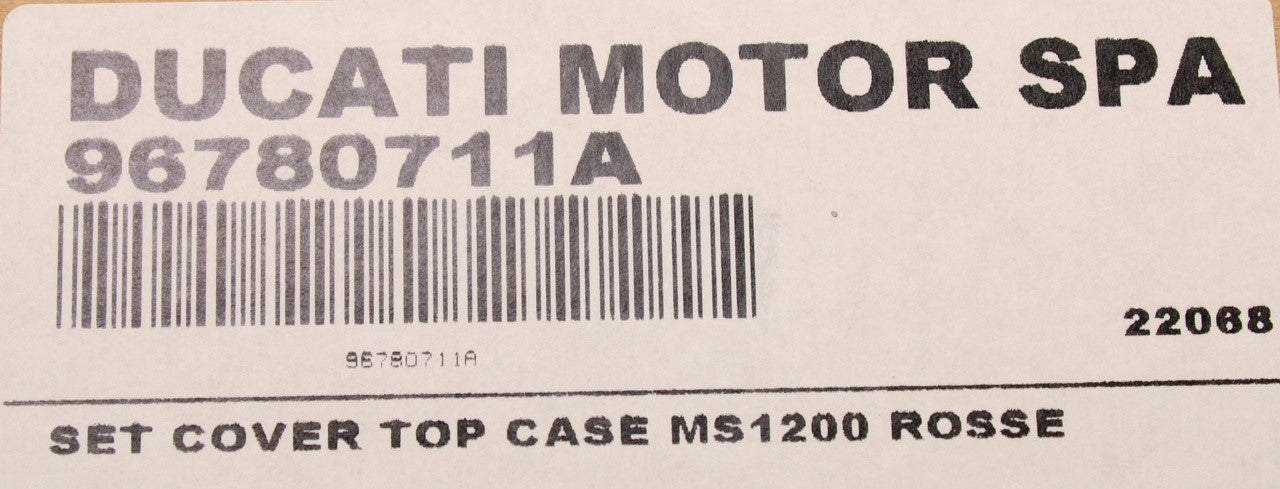 DUCATI MOTOR SPA
96780711A
22068
96780711A
SET COVER TOP CASE MS1200 ROSSE